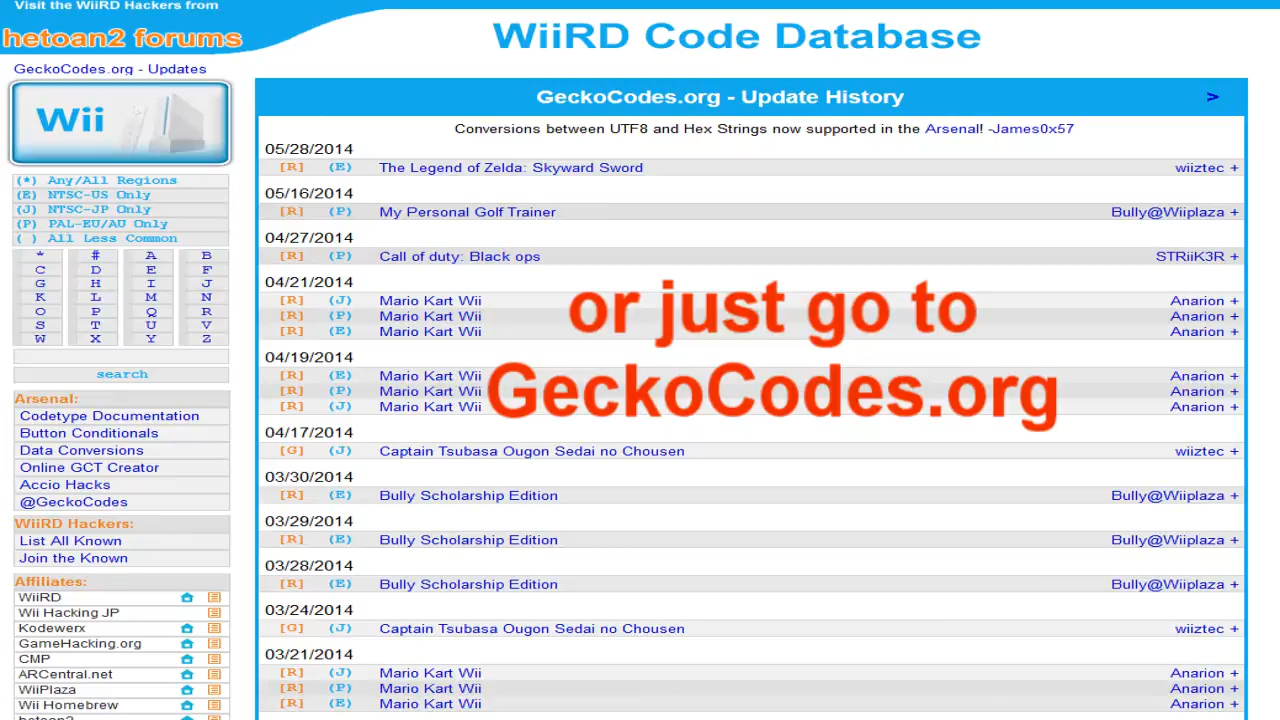 Visit the WiiRD Hackers from
hetoan2 forums
WiiRD Code Database
GeckoCodes.org - Updates
Wii
(*) Any/All Regions
(E) NTSC-US Only
(J) NTSC-JP Only
(P) PAL-EU/AU Only
( ) All Less Common
* # A B
C D E F
G H I J
K L M N
O P Q R
S T U V
W X Y Z
search
Arsenal:
Codetype Documentation
Button Conditionals
Data Conversions
Online GCT Creator
Accio Hacks
@GeckoCodes
WiiRD Hackers:
List All Known
Join the Known
Affiliates:
WiiRD
Wii Hacking JP
Kodewerx
GameHacking.org
CMP
ARCentral.net
WiiPlaza
Wii Homebrew
hetoan2
GeckoCodes.org - Update History >
Conversions between UTF8 and Hex Strings now supported in the Arsenal! -James0x57
05/28/2014
[R] (E) The Legend of Zelda: Skyward Sword wiiztec +
05/16/2014
[R] (P) My Personal Golf Trainer Bully@Wiiplaza +
04/27/2014
[R] (P) Call of duty: Black ops STRiiK3R +
04/21/2014
[R] (J) Mario Kart Wii Anarion +
[R] (P) Mario Kart Wii Anarion +
[R] (E) Mario Kart Wii Anarion +
04/19/2014
[R] (E) Mario Kart Wii Anarion +
[R] (P) Mario Kart Wii Anarion +
[R] (J) Mario Kart Wii Anarion +
04/17/2014
[G] (J) Captain Tsubasa Ougon Sedai no Chousen wiiztec +
03/30/2014
[R] (E) Bully Scholarship Edition Bully@Wiiplaza +
03/29/2014
[R] (E) Bully Scholarship Edition Bully@Wiiplaza +
03/28/2014
[R] (E) Bully Scholarship Edition Bully@Wiiplaza +
03/24/2014
[G] (J) Captain Tsubasa Ougon Sedai no Chousen wiiztec +
03/21/2014
[R] (J) Mario Kart Wii Anarion +
[R] (P) Mario Kart Wii Anarion +
[R] (E) Mario Kart Wii Anarion +
or just go to
GeckoCodes.org